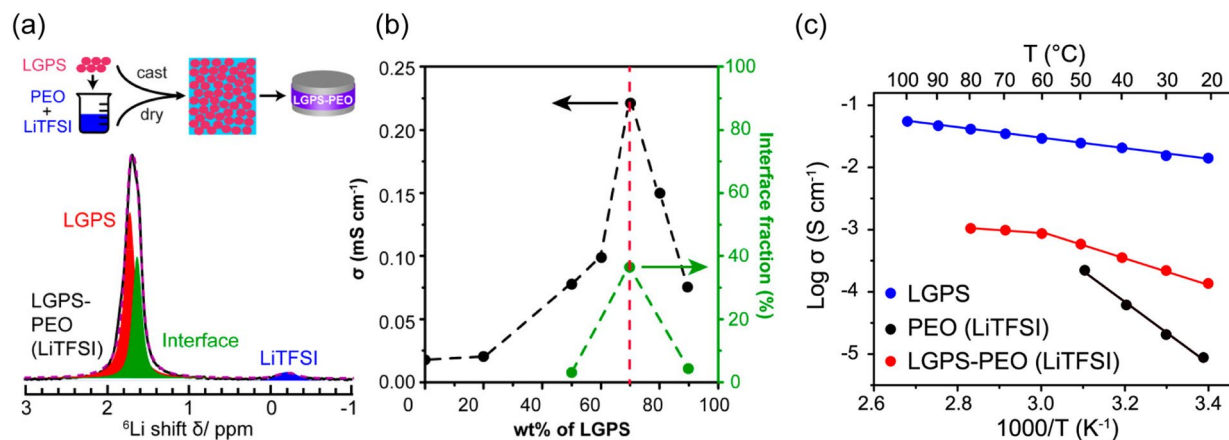 (a)
LGPS
cast
PEO
+
LiTFSI
dry
LGPS-PEO
LGPS
LGPS-
PEO
(LiTFSI)
Interface
LiTFSI
3 2 1 0 -1
⁶Li shift δ/ ppm
(b)
0.25
0.20
0.15
0.10
0.05
0.00
σ (mS cm⁻¹)
100
80
60
40
20
0
Interface fraction (%)
0 20 40 60 80 100
wt% of LGPS
(c)
T (°C)
100 90 80 70 60 50 40 30 20
-1
-2
-3
-4
-5
Log σ (S cm⁻¹)
LGPS
PEO (LiTFSI)
LGPS-PEO (LiTFSI)
2.6 2.8 3.0 3.2 3.4
1000/T (K⁻¹)